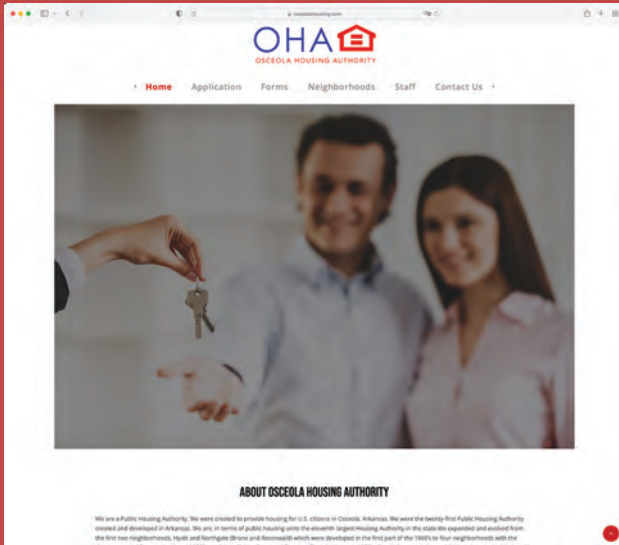 osceolahousing.com
OHA
OSCEOLA HOUSING AUTHORITY
Home Application Forms Neighborhoods Staff Contact Us
ABOUT OSCEOLA HOUSING AUTHORITY
We are a Public Housing Authority. We were created to provide housing for U.S. citizens in Osceola, Arkansas. We were the twenty-first Public Housing Authority
created and developed in Arkansas. We are, in terms of public housing units the eleventh largest Housing Authority in the state.We expanded and evolved from
the first two neighborhoods, Hyatt and Northgate (Bronx and Rosenwald) which were developed in the first part of the 1960's to four neighborhoods with the